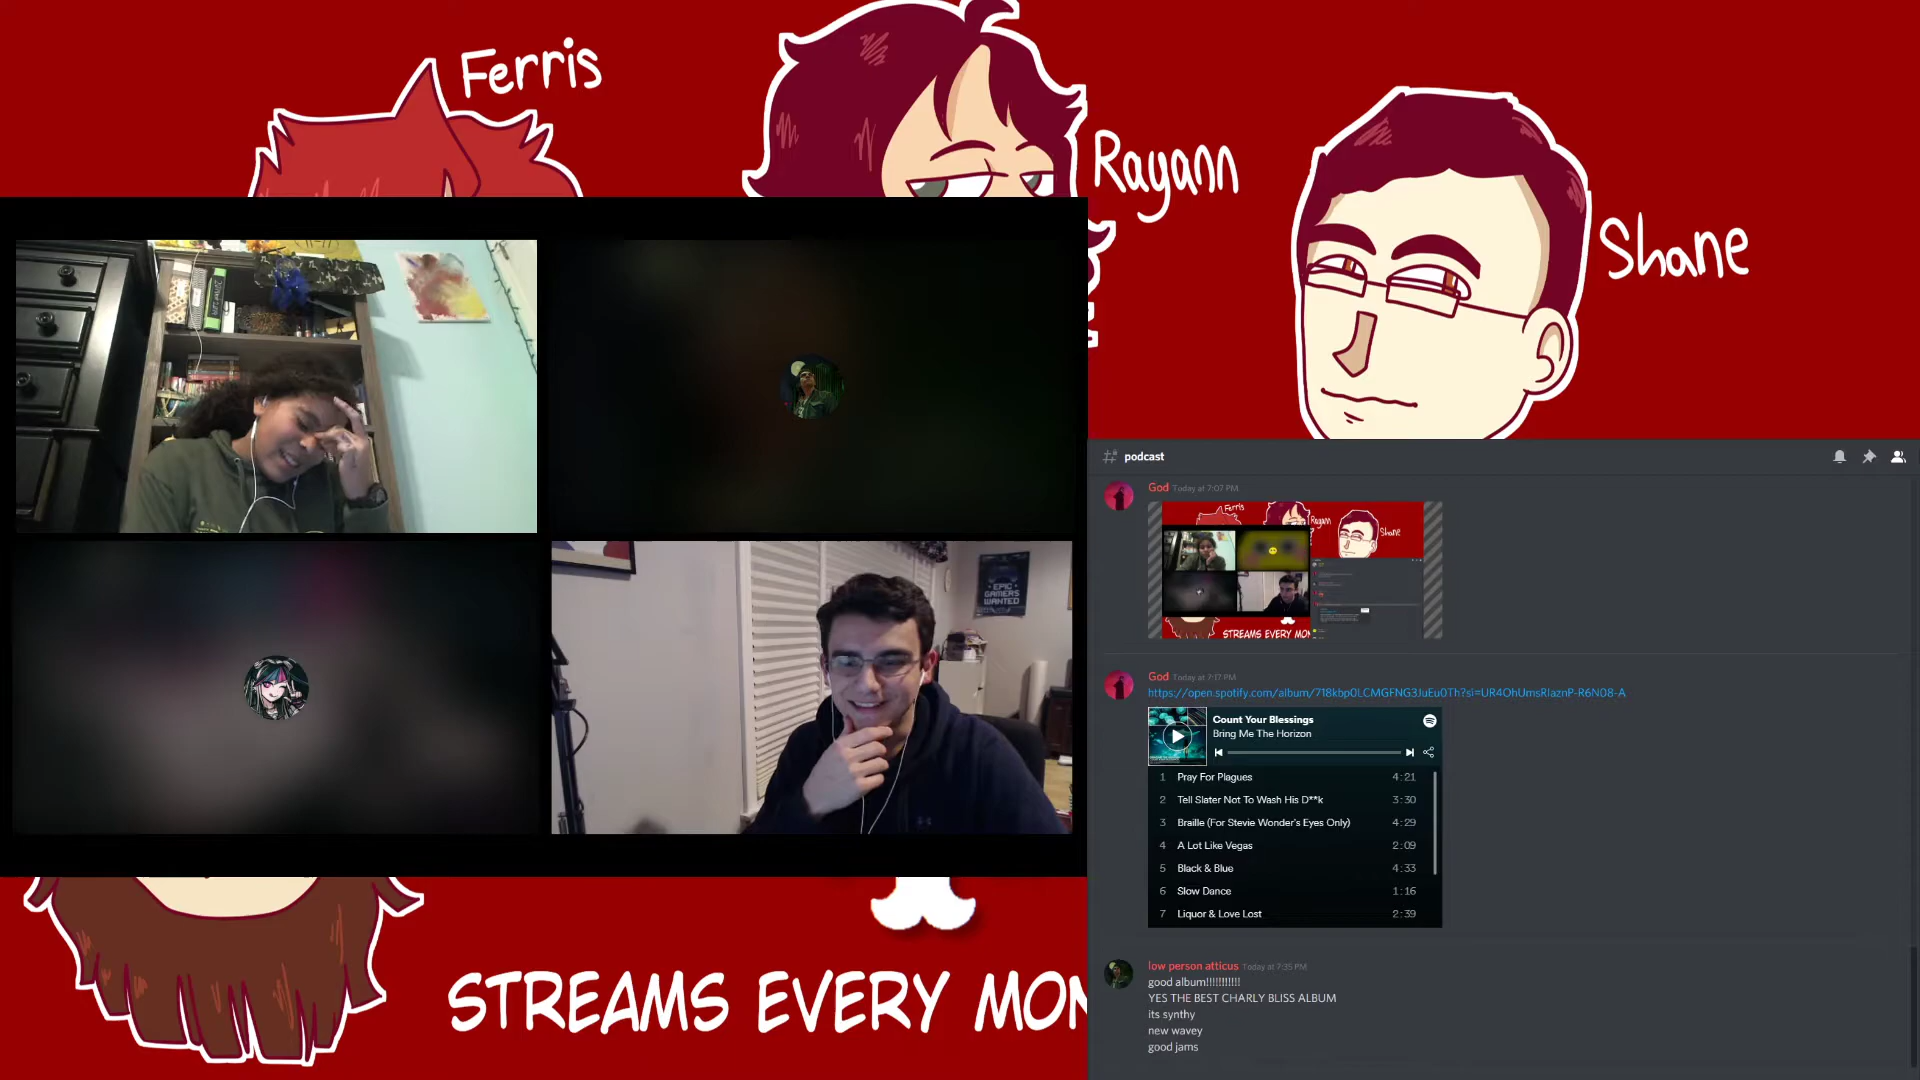 Ferris
Rayann
Shane
EPIC
GAMERS
WANTED
STREAMS EVERY MON
podcast
God Today at 7:07 PM
Ferris
Rayann
Shane
STREAMS EVERY MON
God Today at 7:17 PM
https://open.spotify.com/album/718kbp0LCMGFNG3JuEu0Th?si=UR4OhUmsRlaznP-R6N08-A
Count Your Blessings
Bring Me The Horizon
1 Pray For Plagues 4:21
2 Tell Slater Not To Wash His D**k 3:30
3 Braille (For Stevie Wonder's Eyes Only) 4:29
4 A Lot Like Vegas 2:09
5 Black & Blue 4:33
6 Slow Dance 1:16
7 Liquor & Love Lost 2:39
low person atticus Today at 7:35 PM
good album!!!!!!!!!!!
YES THE BEST CHARLY BLISS ALBUM
its synthy
new wavey
good jams